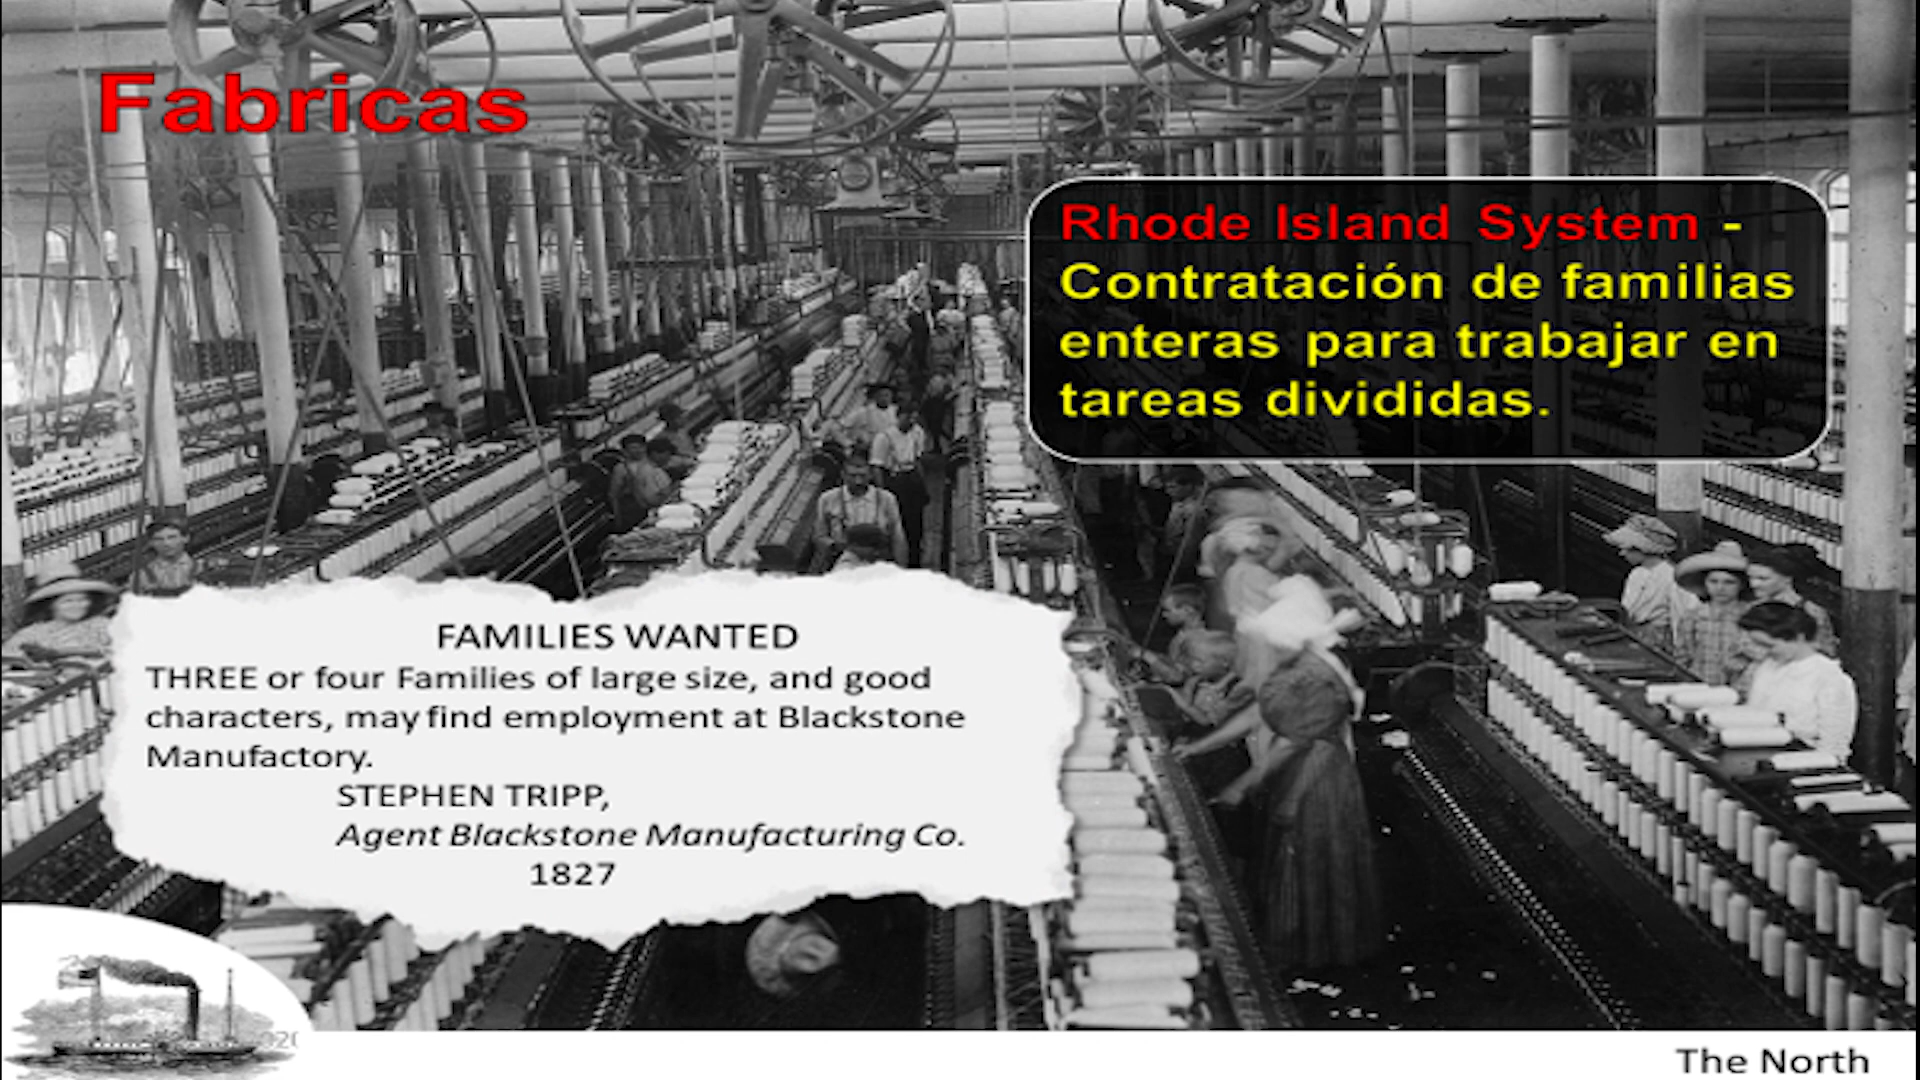 Fabricas
Rhode Island System -
Contratación de familias
enteras para trabajar en
tareas divididas.
FAMILIES WANTED
THREE or four Families of large size, and good
characters, may find employment at Blackstone
Manufactory.
STEPHEN TRIPP,
Agent Blackstone Manufacturing Co.
1827
The North